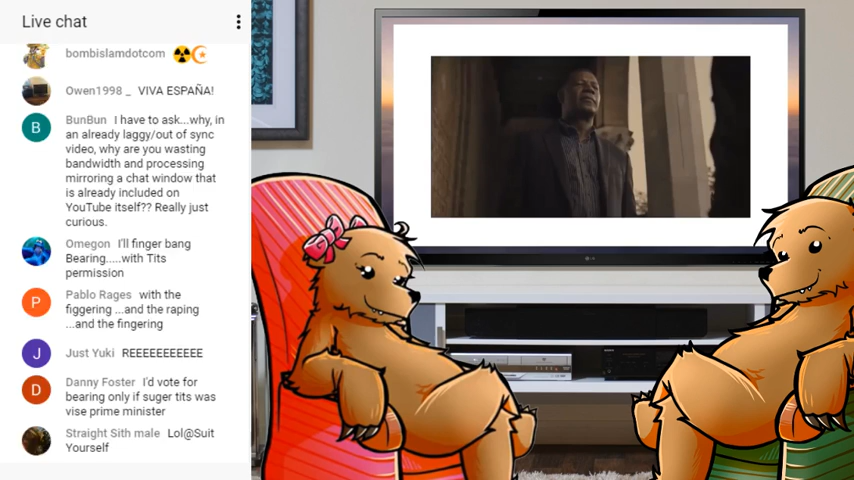 Live chat
bombislamdotcom
Owen1998 _ VIVA ESPAÑA!
BunBun I have to ask...why, in
an already laggy/out of sync
video, why are you wasting
bandwidth and processing
mirroring a chat window that
is already included on
YouTube itself?? Really just
curious.
Omegon I'll finger bang
Bearing.....with Tits
permission
Pablo Rages with the
figgering ...and the raping
...and the fingering
Just Yuki REEEEEEEEEEE
Danny Foster I'd vote for
bearing only if suger tits was
vise prime minister
Straight Sith male Lol@Suit
Yourself
B
P
J
D
LG